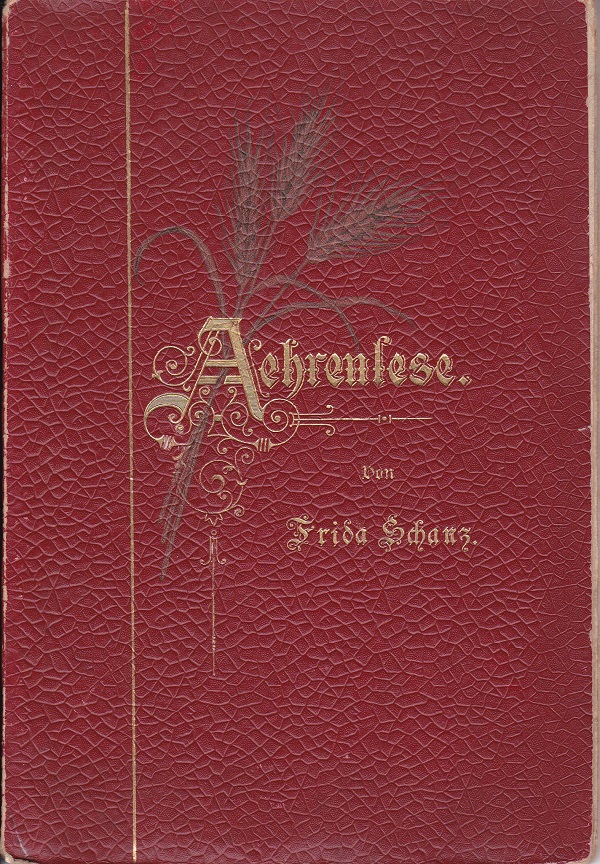 Aehrenlese.
Von
Frida Schanz.